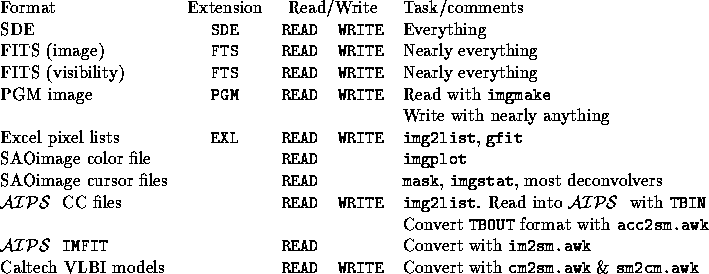 Format Extension Read/Write Task/comments
SDE SDE READ WRITE Everything
FITS (image) FTS READ WRITE Nearly everything
FITS (visibility) FTS READ WRITE Nearly everything
PGM image PGM READ WRITE Read with imgmake
Write with nearly anything
Excel pixel lists EXL READ WRITE img2list, gfit
SAOimage color file READ imgplot
SAOimage cursor files READ mask, imgstat, most deconvolvers
AIPS CC files READ WRITE img2list. Read into AIPS with TBIN
Convert TBOUT format with acc2sm.awk
AIPS IMFIT READ Convert with im2sm.awk
Caltech VLBI models READ WRITE Convert with cm2sm.awk & sm2cm.awk